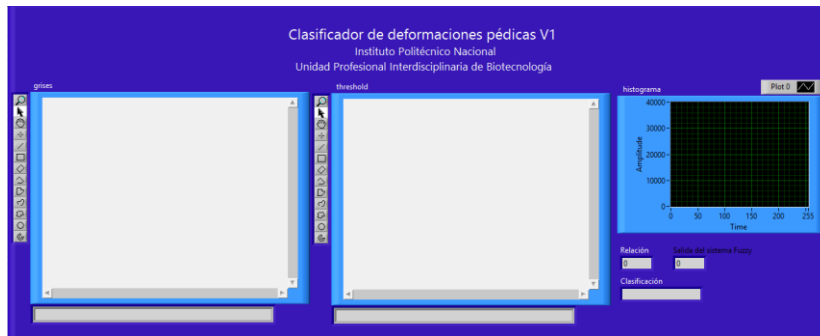 Clasificador de deformaciones pédicas V1
Instituto Politécnico Nacional
Unidad Profesional Interdisciplinaria de Biotecnología
grises
threshold
histograma
Plot 0
40000
30000
20000
10000
0
Amplitude
0 50 100 150 200 255
Time
Relación
Salida del sistema Fuzzy
0
0
Clasificación